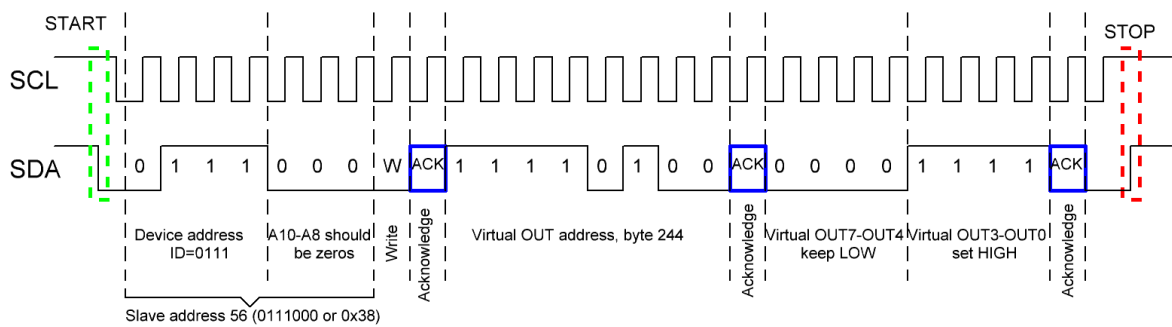 START
STOP
SCL
SDA
0 1 1 1 0 0 0 W ACK 1 1 1 1 0 1 0 0 ACK 0 0 0 0 1 1 1 1 ACK
Device address
ID=0111
A10-A8 should
be zeros
Write
Acknowledge
Virtual OUT address, byte 244
Acknowledge
Virtual OUT7-OUT4
keep LOW
Virtual OUT3-OUT0
set HIGH
Acknowledge
Slave address 56 (0111000 or 0x38)